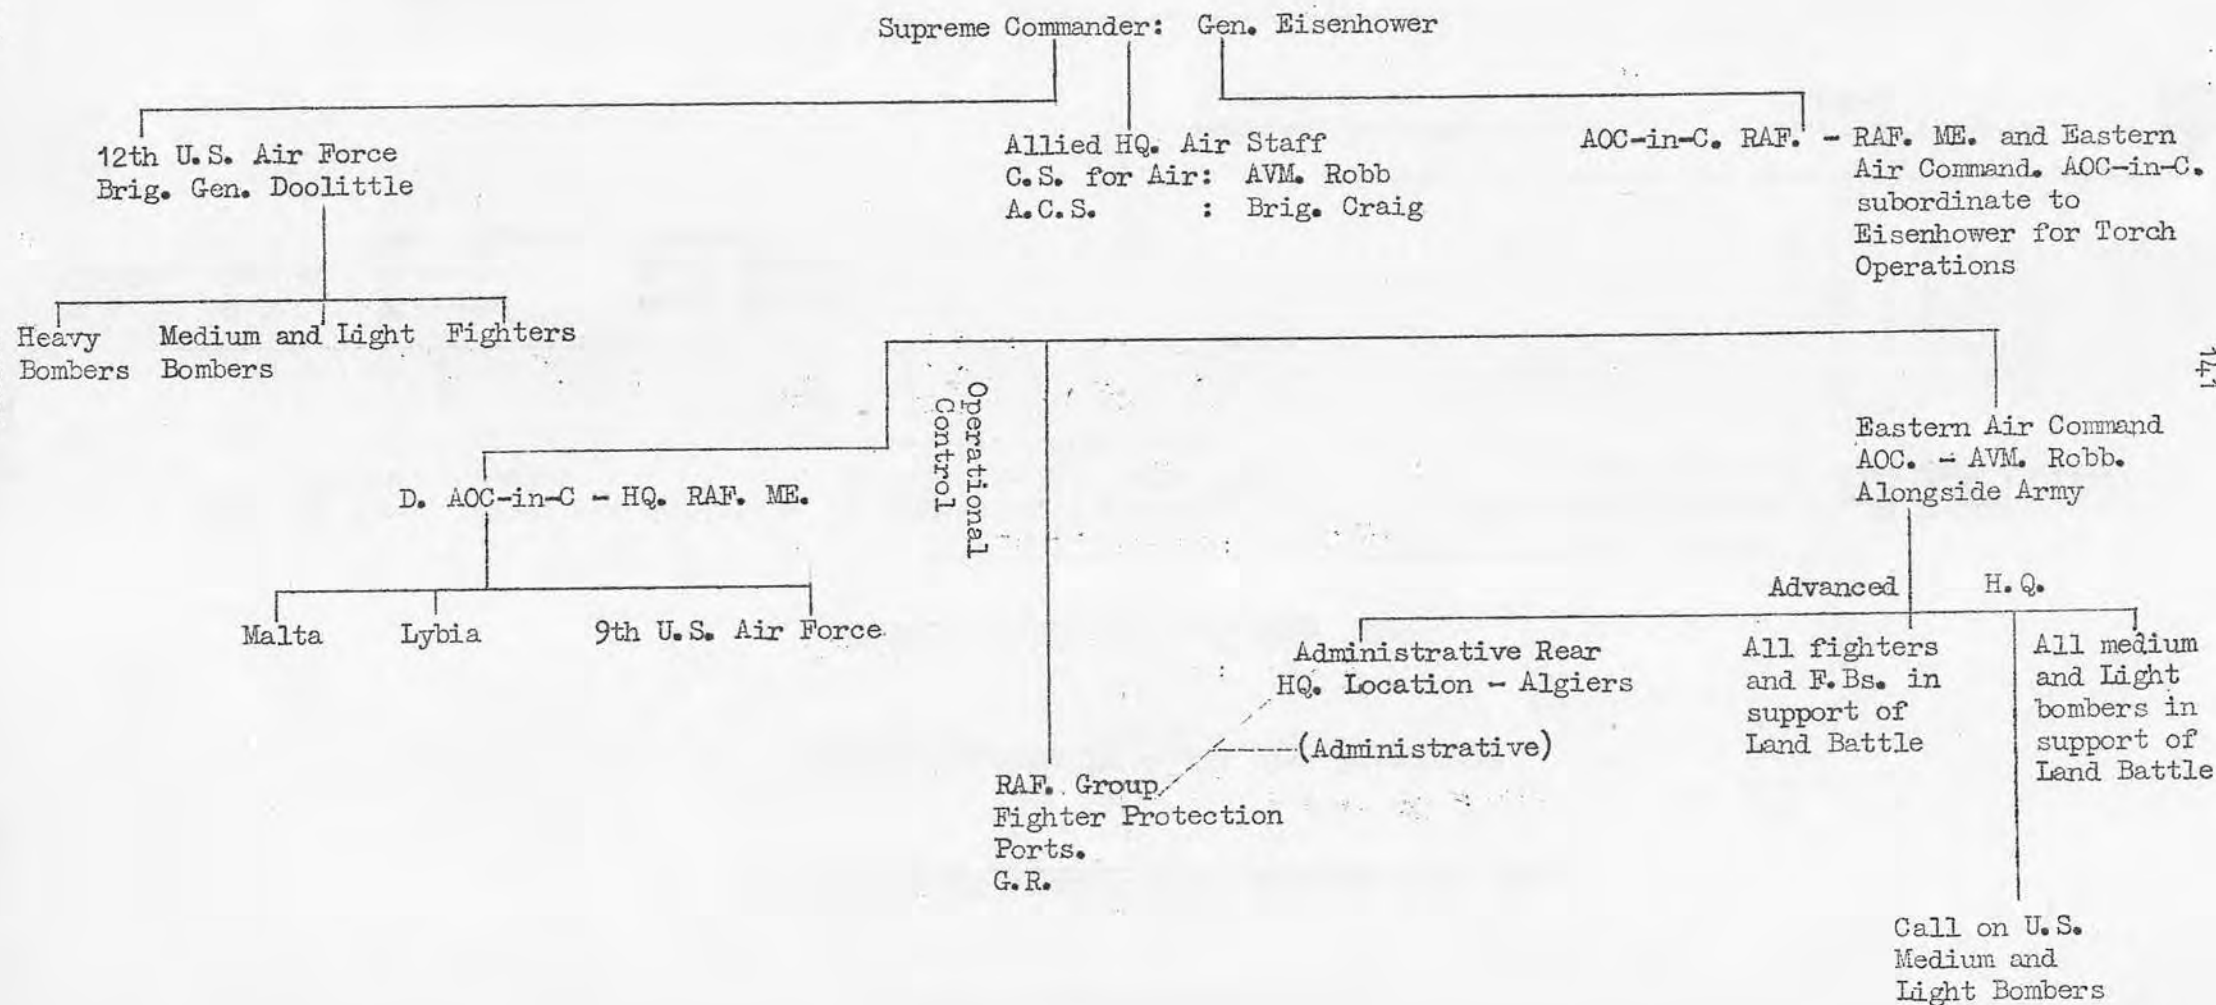 Supreme Commander: Gen. Eisenhower
12th U.S. Air Force
Brig. Gen. Doolittle
Allied HQ. Air Staff
C.S. for Air: AVM. Robb
A.C.S. : Brig. Craig
AOC-in-C. RAF. - RAF. ME. and Eastern
Air Command. AOC-in-C.
subordinate to
Eisenhower for Torch
Operations
Heavy
Bombers
Medium and Light
Bombers
Fighters
141
Operational
Control
Eastern Air Command
AOC. - AVM. Robb.
Alongside Army
D. AOC-in-C - HQ. RAF. ME.
Malta
Lybia
9th U.S. Air Force
Advanced H.Q.
Administrative Rear
HQ. Location - Algiers
(Administrative)
All fighters
and F.Bs. in
support of
Land Battle
All medium
and Light
bombers in
support of
Land Battle
RAF. Group
Fighter Protection
Ports.
G.R.
Call on U.S.
Medium and
Light Bombers